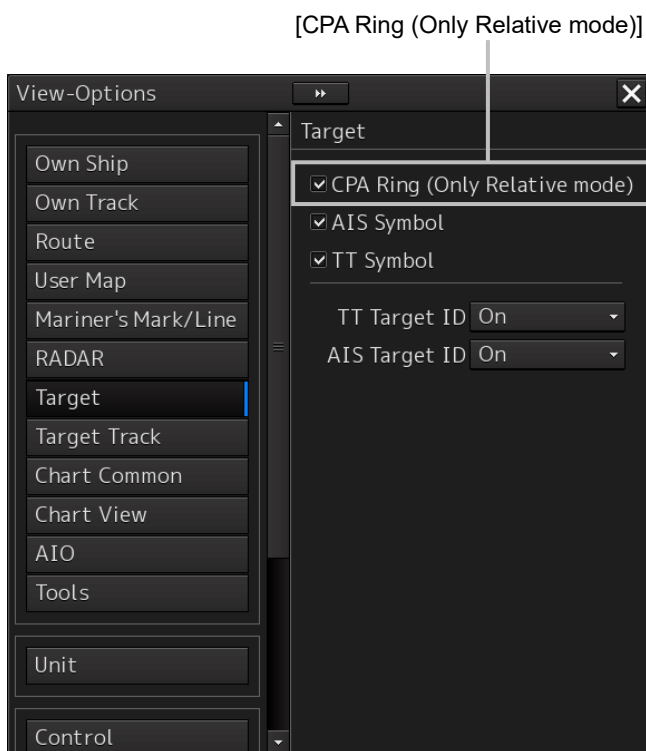 [CPA Ring (Only Relative mode)]
View-Options
Own Ship
Own Track
Route
User Map
Mariner's Mark/Line
RADAR
Target
Target Track
Chart Common
Chart View
AIO
Tools
Unit
Control
Target
CPA Ring (Only Relative mode)
AIS Symbol
TT Symbol
TT Target ID On
AIS Target ID On